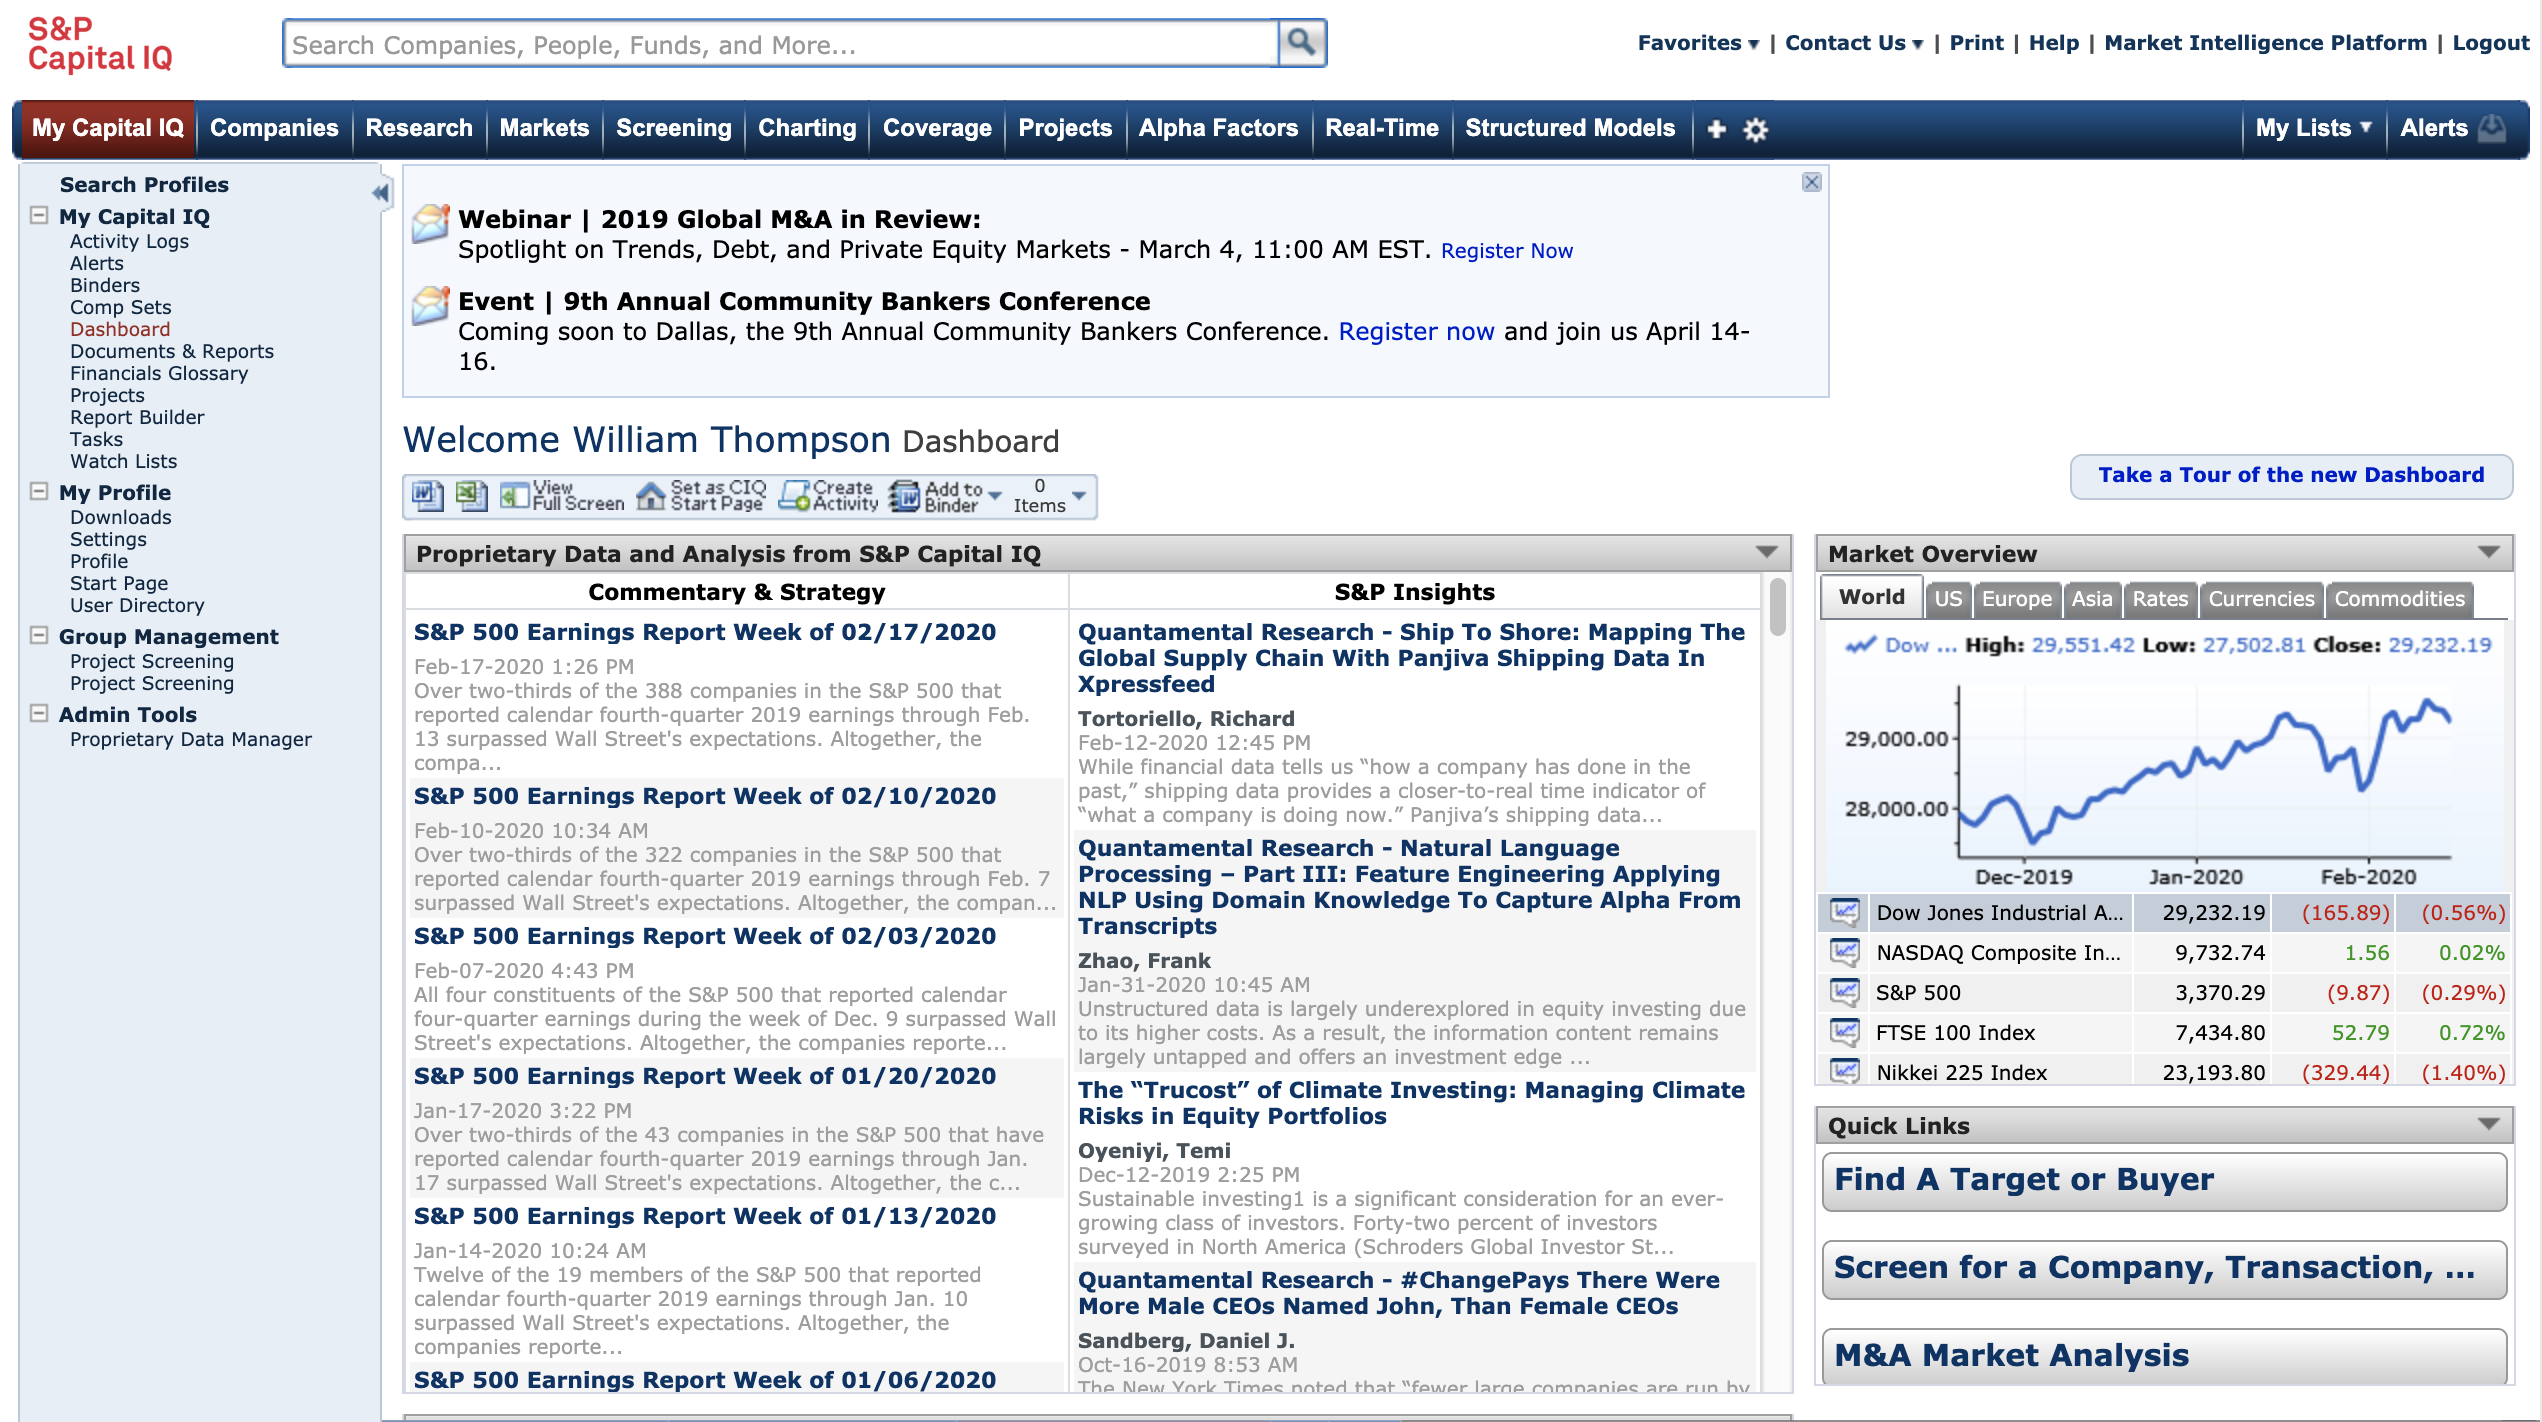 S&P
Capital IQ
Search Companies, People, Funds, and More...
Favorites ▾ | Contact Us ▾ | Print | Help | Market Intelligence Platform | Logout
My Capital IQ
Companies
Research
Markets
Screening
Charting
Coverage
Projects
Alpha Factors
Real-Time
Structured Models
My Lists
Alerts
Search Profiles
My Capital IQ
Activity Logs
Alerts
Binders
Comp Sets
Dashboard
Documents & Reports
Financials Glossary
Projects
Report Builder
Tasks
Watch Lists
My Profile
Downloads
Settings
Profile
Start Page
User Directory
Group Management
Project Screening
Project Screening
Admin Tools
Proprietary Data Manager
Webinar | 2019 Global M&A in Review:
Spotlight on Trends, Debt, and Private Equity Markets - March 4, 11:00 AM EST. Register Now
Event | 9th Annual Community Bankers Conference
Coming soon to Dallas, the 9th Annual Community Bankers Conference. Register now and join us April 14-
16.
Welcome William Thompson Dashboard
View
Full Screen
Set as CIQ
Start Page
Create
Activity
Add to
Binder
0
Items
Take a Tour of the new Dashboard
Proprietary Data and Analysis from S&P Capital IQ
Commentary & Strategy
S&P 500 Earnings Report Week of 02/17/2020
Feb-17-2020 1:26 PM
Over two-thirds of the 388 companies in the S&P 500 that
reported calendar fourth-quarter 2019 earnings through Feb.
13 surpassed Wall Street's expectations. Altogether, the
compa...
S&P 500 Earnings Report Week of 02/10/2020
Feb-10-2020 10:34 AM
Over two-thirds of the 322 companies in the S&P 500 that
reported calendar fourth-quarter 2019 earnings through Feb. 7
surpassed Wall Street's expectations. Altogether, the compan...
S&P 500 Earnings Report Week of 02/03/2020
Feb-07-2020 4:43 PM
All four constituents of the S&P 500 that reported calendar
four-quarter earnings during the week of Dec. 9 surpassed Wall
Street's expectations. Altogether, the companies reporte...
S&P 500 Earnings Report Week of 01/20/2020
Jan-17-2020 3:22 PM
Over two-thirds of the 43 companies in the S&P 500 that have
reported calendar fourth-quarter 2019 earnings through Jan.
17 surpassed Wall Street's expectations. Altogether, the c...
S&P 500 Earnings Report Week of 01/13/2020
Jan-14-2020 10:24 AM
Twelve of the 19 members of the S&P 500 that reported
calendar fourth-quarter 2019 earnings through Jan. 10
surpassed Wall Street's expectations. Altogether, the
companies reporte...
S&P 500 Earnings Report Week of 01/06/2020
S&P Insights
Quantamental Research - Ship To Shore: Mapping The
Global Supply Chain With Panjiva Shipping Data In
Xpressfeed
Tortoriello, Richard
Feb-12-2020 12:45 PM
While financial data tells us “how a company has done in the
past,” shipping data provides a closer-to-real time indicator of
“what a company is doing now.” Panjiva’s shipping data...
Quantamental Research - Natural Language
Processing – Part III: Feature Engineering Applying
NLP Using Domain Knowledge To Capture Alpha From
Transcripts
Zhao, Frank
Jan-31-2020 10:45 AM
Unstructured data is largely underexplored in equity investing due
to its higher costs. As a result, the information content remains
largely untapped and offers an investment edge ...
The “Trucost” of Climate Investing: Managing Climate
Risks in Equity Portfolios
Oyeniyi, Temi
Dec-12-2019 2:25 PM
Sustainable investing1 is a significant consideration for an ever-
growing class of investors. Forty-two percent of investors
surveyed in North America (Schroders Global Investor St...
Quantamental Research - #ChangePays There Were
More Male CEOs Named John, Than Female CEOs
Sandberg, Daniel J.
Oct-16-2019 8:53 AM
The New York Times noted that “fewer large companies are run by
Market Overview
World
US
Europe
Asia
Rates
Currencies
Commodities
Dow ... High: 29,551.42 Low: 27,502.81 Close: 29,232.19
29,000.00
28,000.00
Dec-2019
Jan-2020
Feb-2020
Dow Jones Industrial A... 29,232.19 (165.89) (0.56%)
NASDAQ Composite In... 9,732.74 1.56 0.02%
S&P 500 3,370.29 (9.87) (0.29%)
FTSE 100 Index 7,434.80 52.79 0.72%
Nikkei 225 Index 23,193.80 (329.44) (1.40%)
Quick Links
Find A Target or Buyer
Screen for a Company, Transaction, ...
M&A Market Analysis